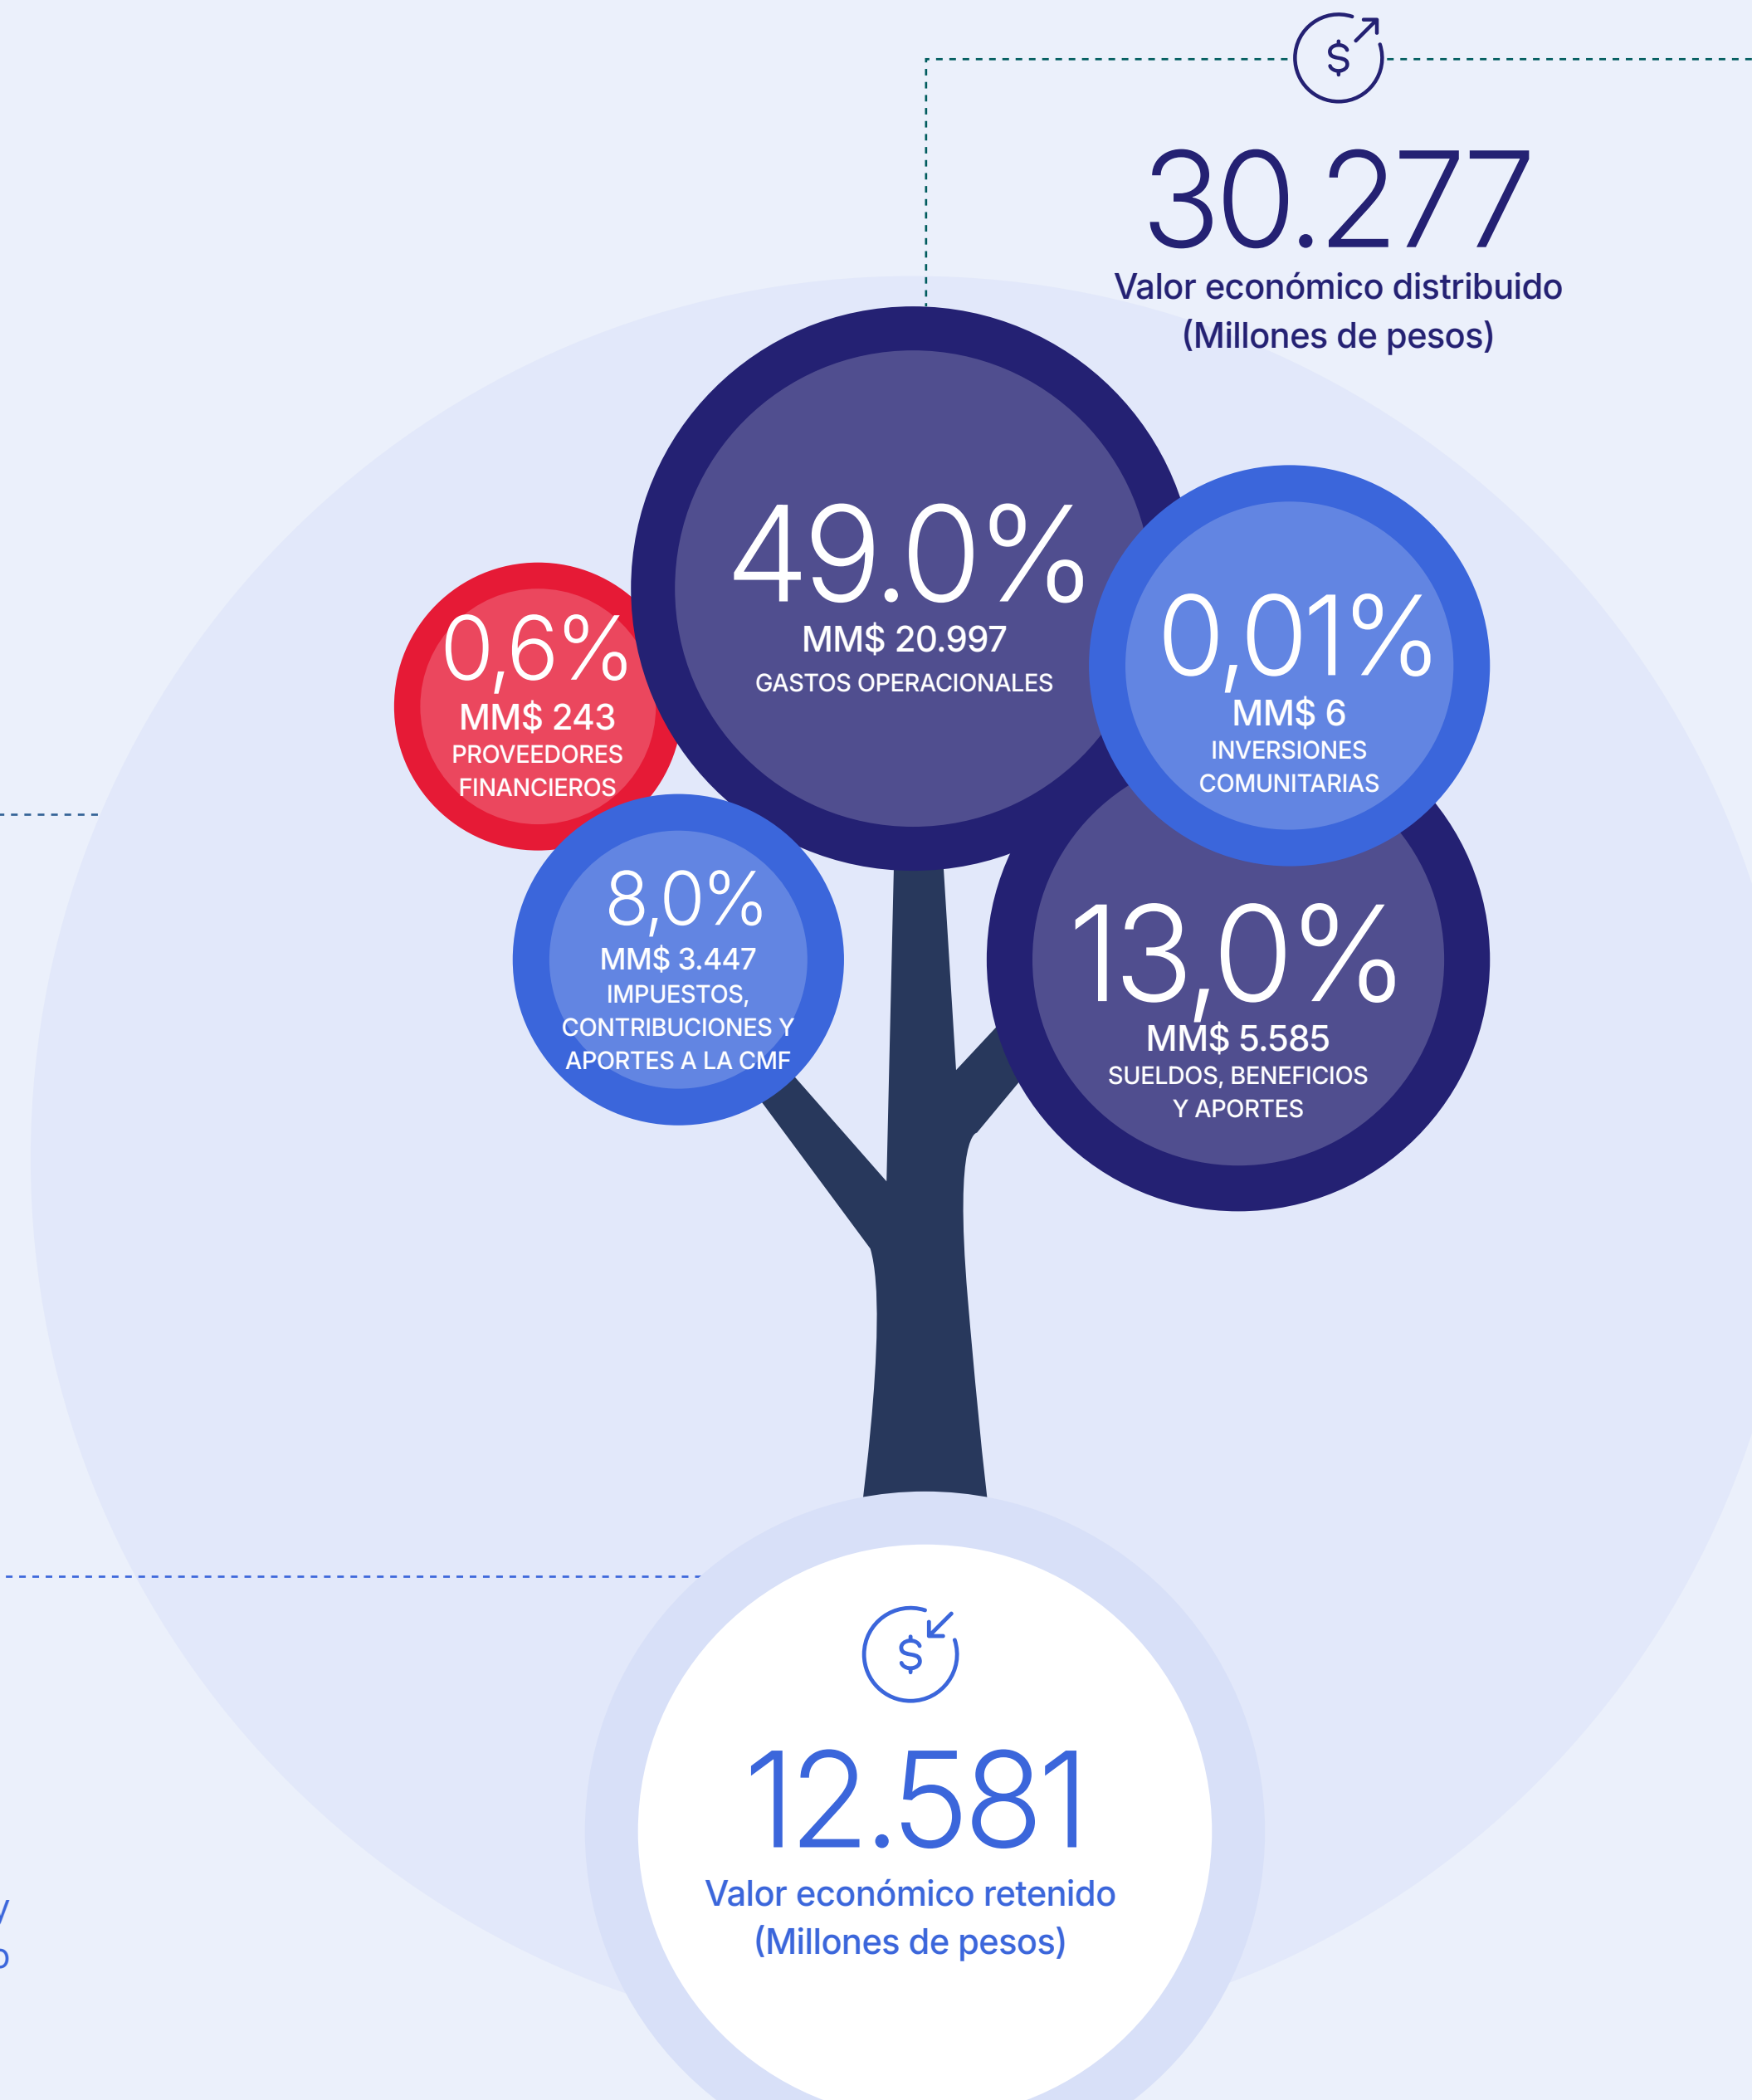 $
30.277
Valor económico distribuido
(Millones de pesos)
49.0%
MM$ 20.997
GASTOS OPERACIONALES
0,01%
MM$ 6
INVERSIONES
COMUNITARIAS
0,6%
MM$ 243
PROVEEDORES
FINANCIEROS
8,0%
MM$ 3.447
IMPUESTOS,
CONTRIBUCIONES Y
APORTES A LA CMF
13,0%
MM$ 5.585
SUELDOS, BENEFICIOS
Y APORTES
$
12.581
Valor económico retenido
(Millones de pesos)